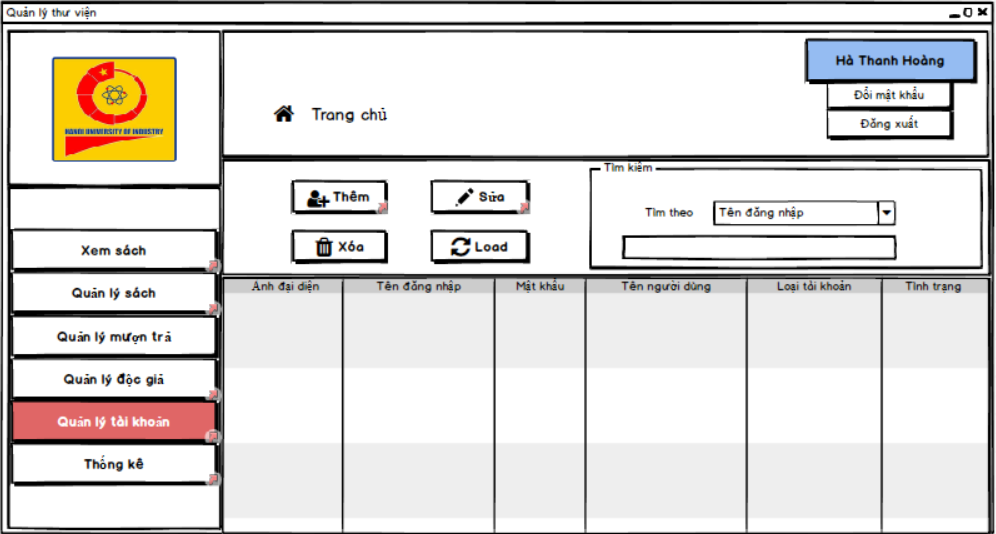 Quản lý thư viện
HANOI UNIVERSITY OF INDUSTRY
Trang chủ
Hà Thanh Hoàng
Đổi mật khẩu
Đăng xuất
Thêm
Sửa
Xóa
Load
Tìm kiếm
Tìm theo
Tên đăng nhập
Xem sách
Quản lý sách
Quản lý mượn trả
Quản lý độc giả
Quản lý tài khoản
Thống kê
Ảnh đại diện Tên đăng nhập Mật khẩu Tên người dùng Loại tài khoản Tình trạng